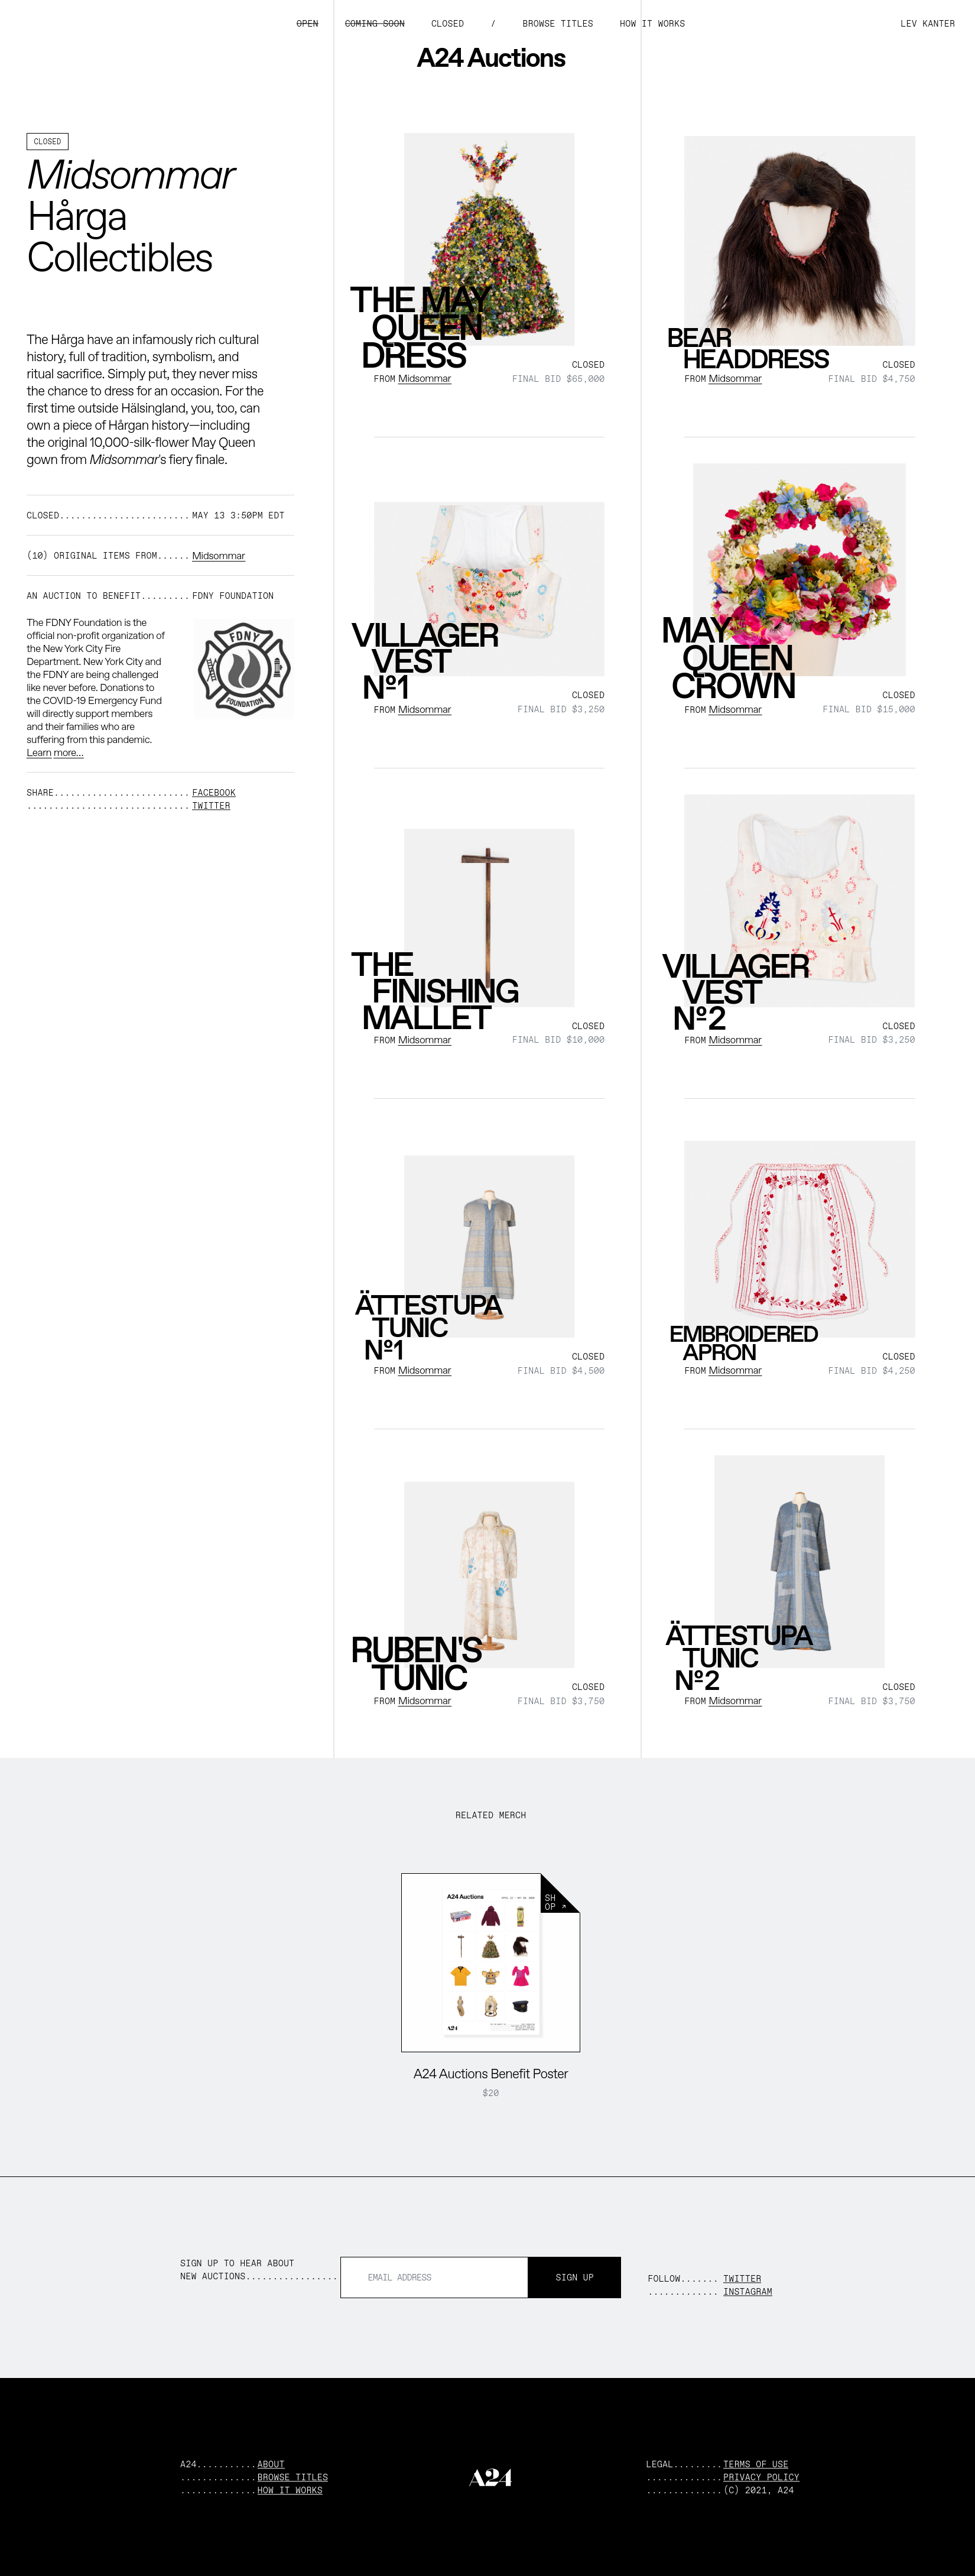 OPEN COMING SOON CLOSED / BROWSE TITLES HOW IT WORKS LEV KANTER
A24 Auctions
CLOSED
Midsommar
Hårga
Collectibles
The Hårga have an infamously rich cultural
history, full of tradition, symbolism, and
ritual sacrifice. Simply put, they never miss
the chance to dress for an occasion. For the
first time outside Hälsingland, you, too, can
own a piece of Hårgan history—including
the original 10,000-silk-flower May Queen
gown from Midsommar's fiery finale.
CLOSED........................ MAY 13 3:50PM EDT
(10) ORIGINAL ITEMS FROM...... Midsommar
AN AUCTION TO BENEFIT......... FDNY FOUNDATION
The FDNY Foundation is the
official non-profit organization of
the New York City Fire
Department. New York City and
the FDNY are being challenged
like never before. Donations to
the COVID-19 Emergency Fund
will directly support members
and their families who are
suffering from this pandemic.
Learn more...
FDNY
FOUNDATION
SHARE......................... FACEBOOK
.............................. TWITTER
THE MAY
QUEEN
DRESS
CLOSED
FROM Midsommar FINAL BID $65,000
BEAR
HEADDRESS
CLOSED
FROM Midsommar FINAL BID $4,750
VILLAGER
VEST
Nº1
CLOSED
FROM Midsommar FINAL BID $3,250
MAY
QUEEN
CROWN
CLOSED
FROM Midsommar FINAL BID $15,000
THE
FINISHING
MALLET
CLOSED
FROM Midsommar FINAL BID $10,000
VILLAGER
VEST
Nº2
CLOSED
FROM Midsommar FINAL BID $3,250
ÄTTESTUPA
TUNIC
Nº1
CLOSED
FROM Midsommar FINAL BID $4,500
EMBROIDERED
APRON
CLOSED
FROM Midsommar FINAL BID $4,250
RUBEN'S
TUNIC
CLOSED
FROM Midsommar FINAL BID $3,750
ÄTTESTUPA
TUNIC
Nº2
CLOSED
FROM Midsommar FINAL BID $3,750
RELATED MERCH
A24 Auctions
SH
OP ↗
A24
A24 Auctions Benefit Poster
$20
SIGN UP TO HEAR ABOUT
NEW AUCTIONS.................
EMAIL ADDRESS SIGN UP
FOLLOW....... TWITTER
............. INSTAGRAM
A24...........ABOUT
..............BROWSE TITLES
..............HOW IT WORKS
A24
LEGAL.........TERMS OF USE
..............PRIVACY POLICY
..............(C) 2021, A24